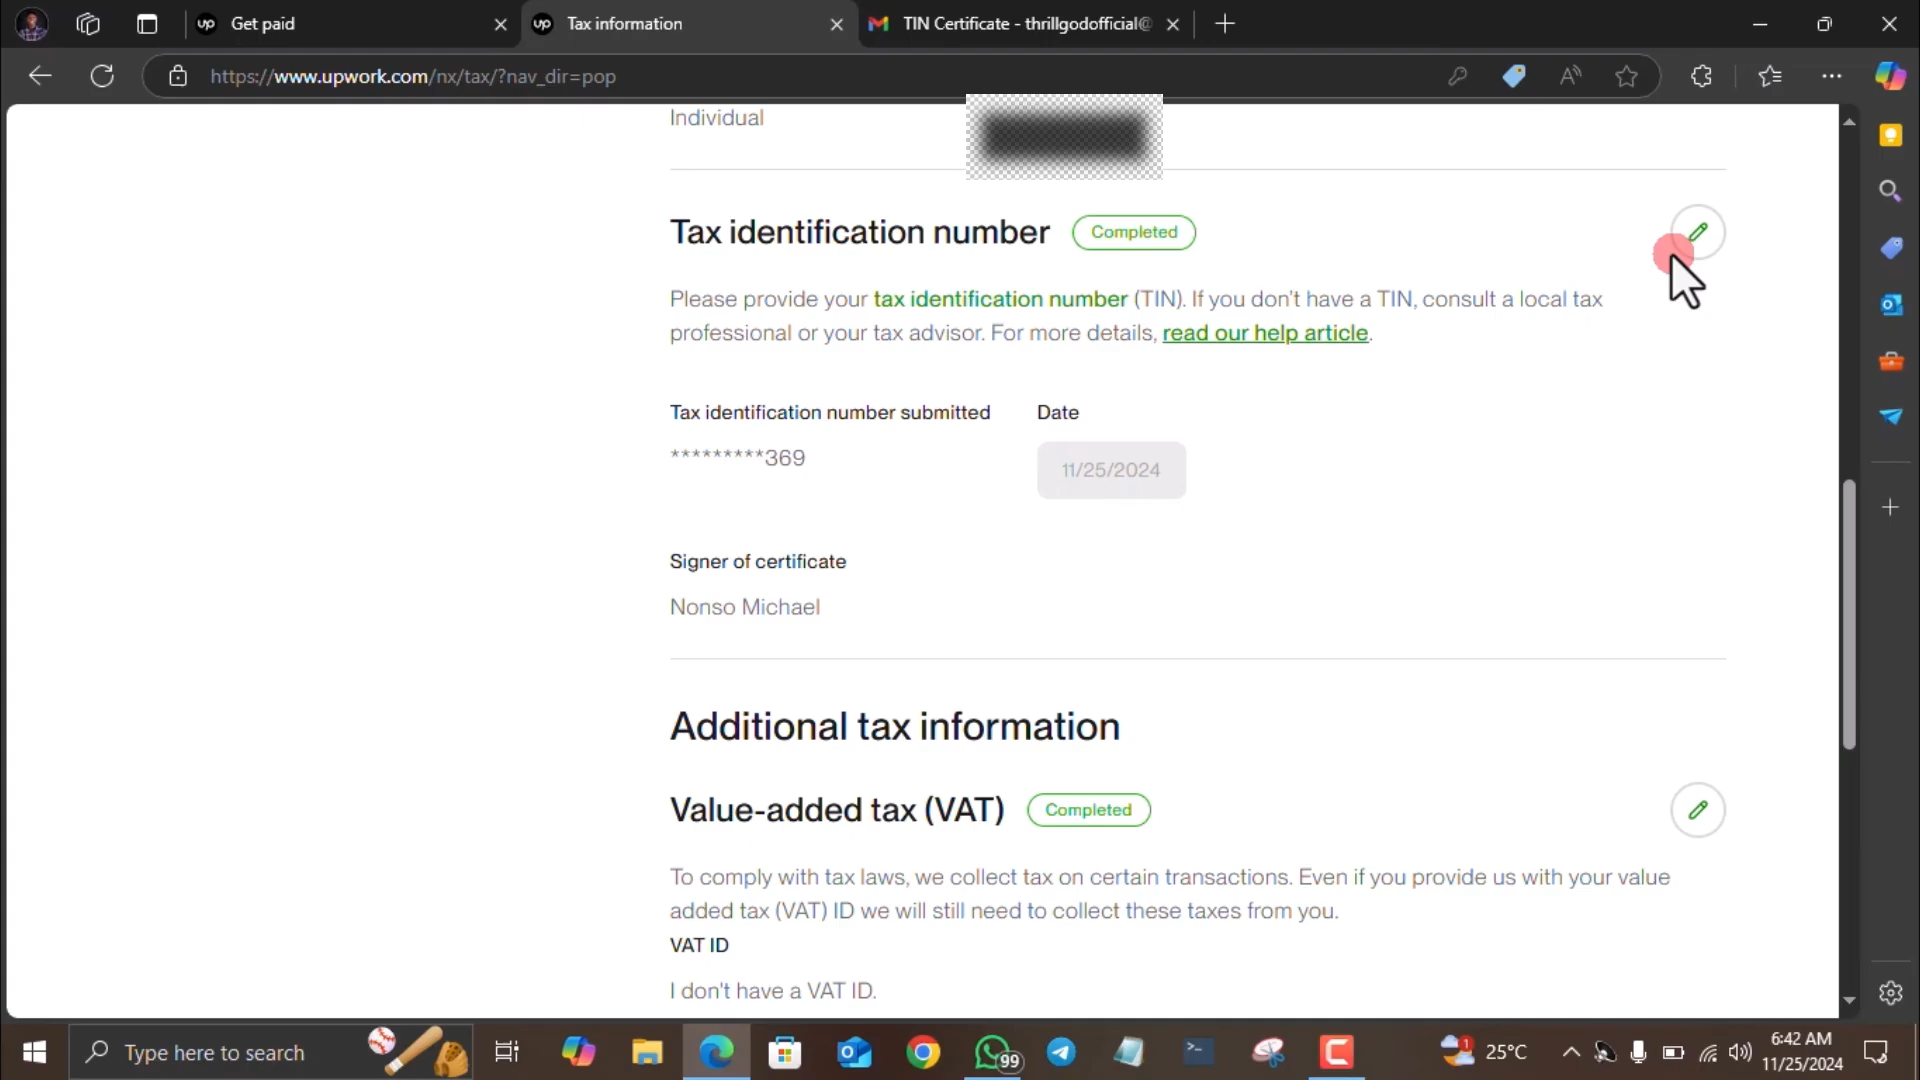 Get paid
Tax information
TIN Certificate - thrillgodofficial@
https://www.upwork.com/nx/tax/?nav_dir=pop
Individual
Tax identification number
Completed
Please provide your tax identification number (TIN). If you don't have a TIN, consult a local tax
professional or your tax advisor. For more details, read our help article.
Tax identification number submitted
Date
*********369
11/25/2024
Signer of certificate
Nonso Michael
Additional tax information
Value-added tax (VAT)
Completed
To comply with tax laws, we collect tax on certain transactions. Even if you provide us with your value
added tax (VAT) ID we will still need to collect these taxes from you.
VAT ID
I don't have a VAT ID.
Type here to search
99
1
25°C
6:42 AM
11/25/2024